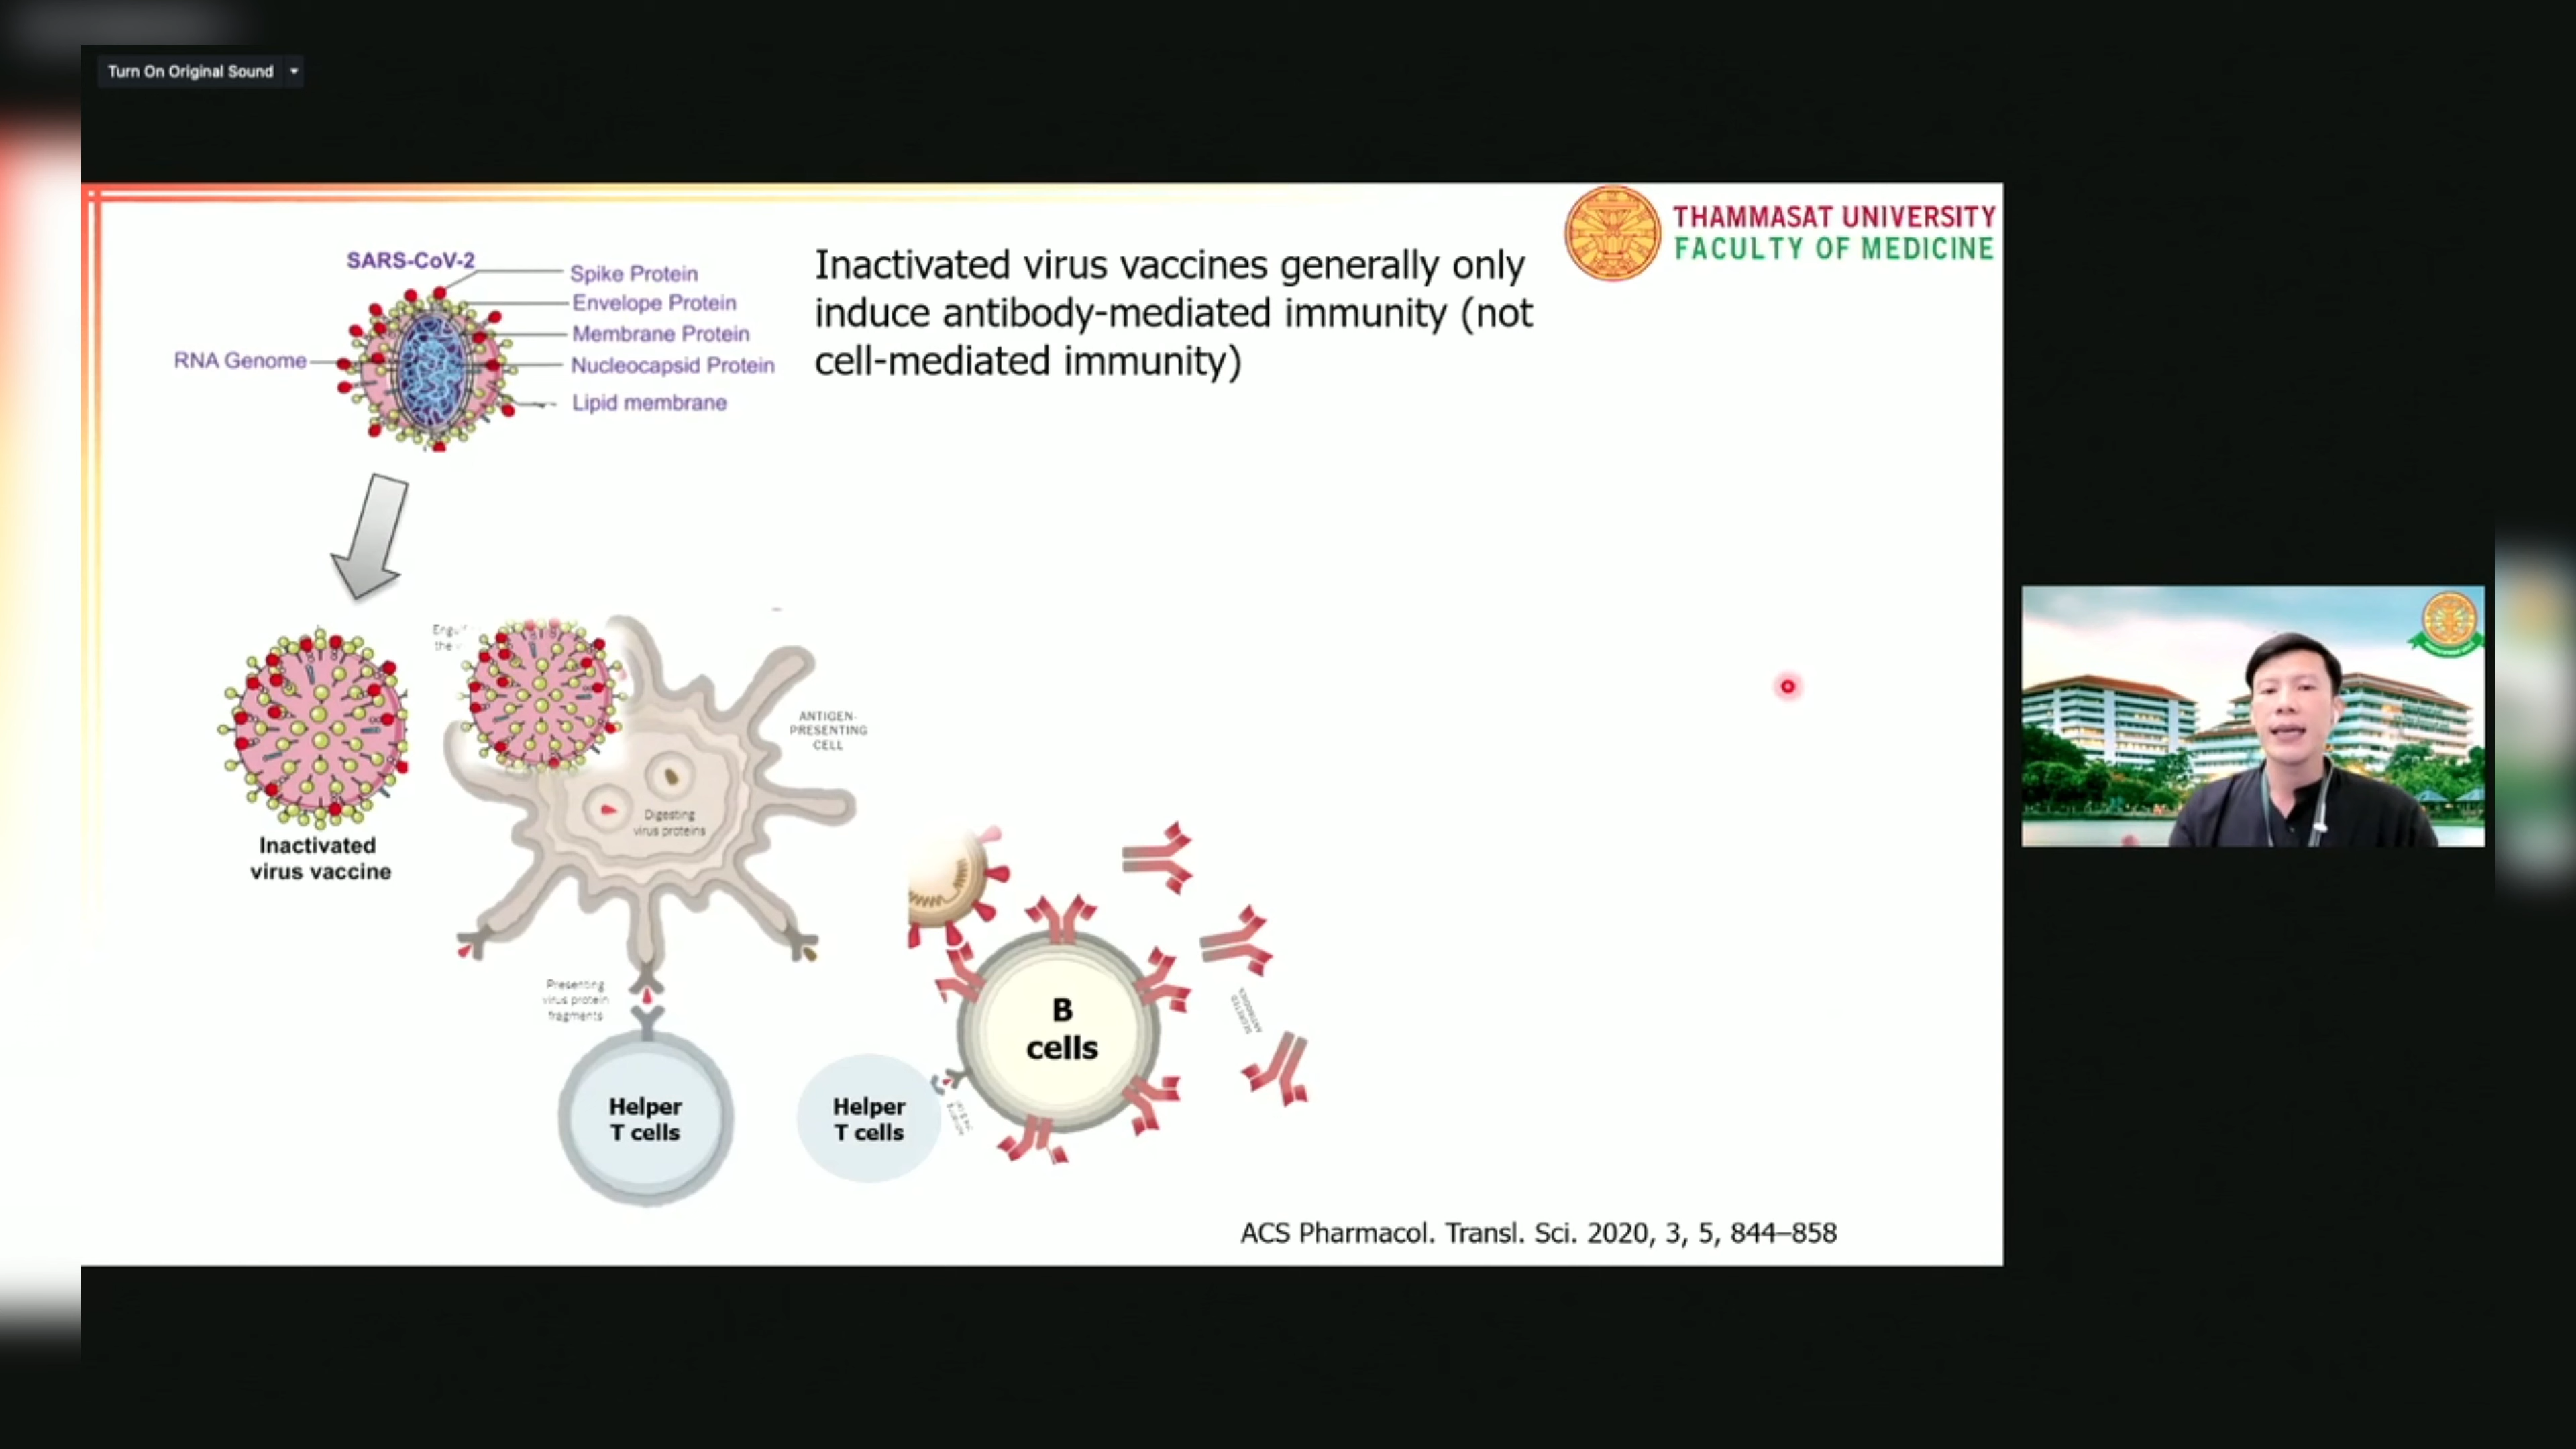 Turn On Original Sound
THAMMASAT UNIVERSITY
FACULTY OF MEDICINE
SARS-CoV-2
Spike Protein
Envelope Protein
Membrane Protein
RNA Genome
Nucleocapsid Protein
Lipid membrane
Inactivated virus vaccines generally only
induce antibody-mediated immunity (not
cell-mediated immunity)
the
ANTIGEN-
PRESENTING
CELL
Digesting
virus proteins
Inactivated
virus vaccine
Presenting
virus protein
fragments
Helper
T cells
Helper
T cells
B
cells
SECRETED
ANTIBODIES
ACS Pharmacol. Transl. Sci. 2020, 3, 5, 844–858